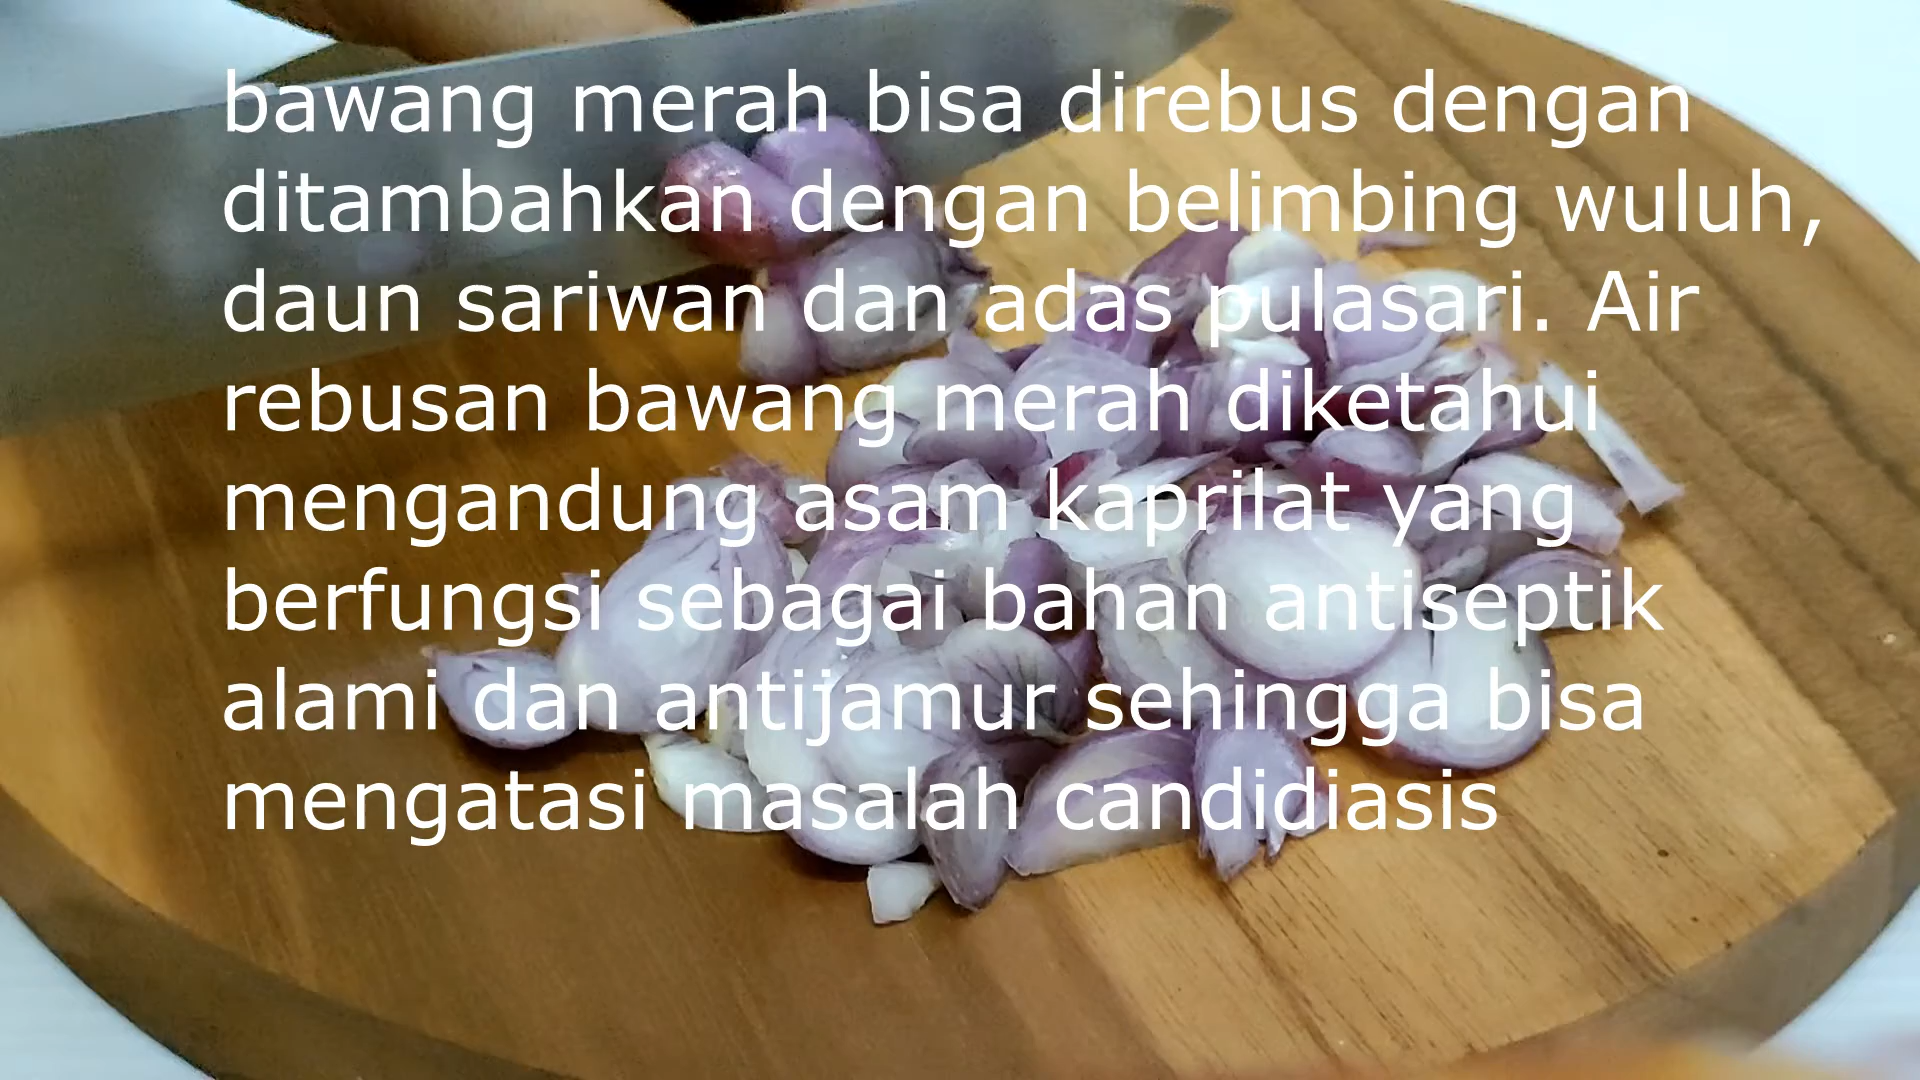 bawang merah bisa direbus dengan
ditambahkan dengan belimbing wuluh,
daun sariwan dan adas pulasari. Air
rebusan bawang merah diketahui
mengandung asam kaprilat yang
berfungsi sebagai bahan antiseptik
alami dan antijamur sehingga bisa
mengatasi masalah candidiasis